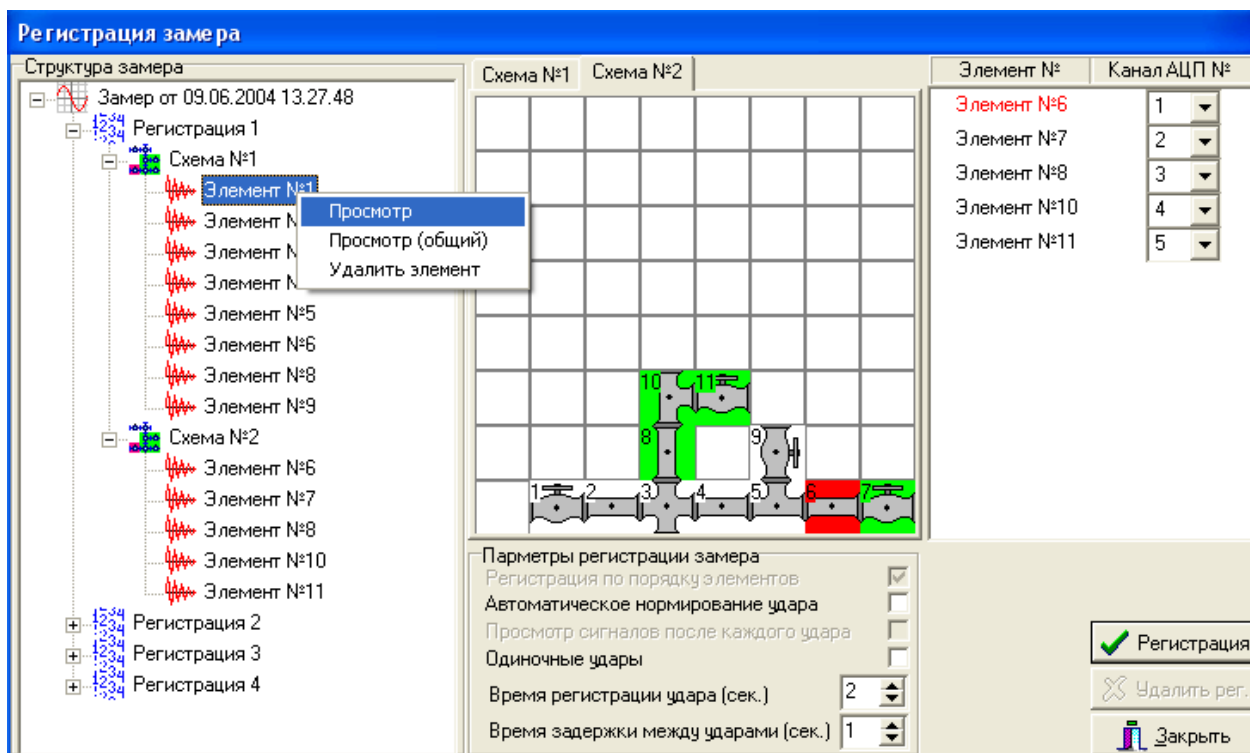 Регистрация замера
Структура замера
Замер от 09.06.2004 13.27.48
Регистрация 1
Схема №1
Элемент №1
Элемент №
Элемент №
Элемент №
Элемент №5
Элемент №6
Элемент №8
Элемент №9
Схема №2
Элемент №6
Элемент №7
Элемент №8
Элемент №10
Элемент №11
Регистрация 2
Регистрация 3
Регистрация 4
Просмотр
Просмотр (общий)
Удалить элемент
Схема №1 Схема №2
10 11
8 9
1 2 3 4 5 6 7
Парметры регистрации замера
Регистрация по порядку элементов
Автоматическое нормирование удара
Просмотр сигналов после каждого удара
Одиночные удары
Время регистрации удара (сек.) 2
Время задержки между ударами (сек.) 1
Элемент № Канал АЦП №
Элемент №6 1
Элемент №7 2
Элемент №8 3
Элемент №10 4
Элемент №11 5
Регистрация
Удалить рег.
Закрыть